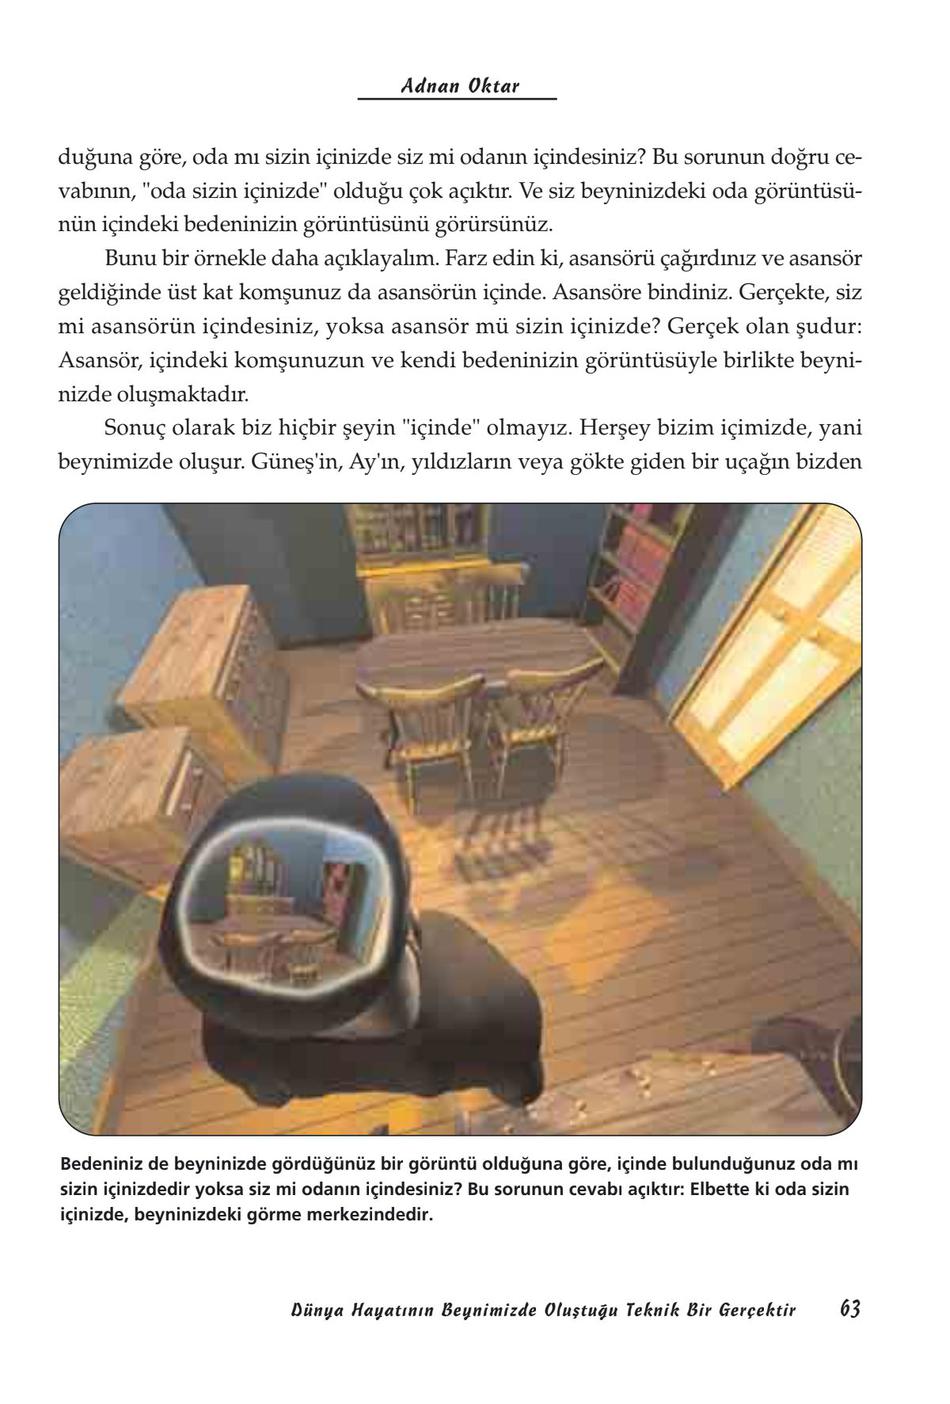 Adnan Oktar
duğuna göre, oda mı sizin içinizde siz mi odanın içindesiniz? Bu sorunun doğru ce-
vabının, "oda sizin içinizde" olduğu çok açıktır. Ve siz beyninizdeki oda görüntüsü-
nün içindeki bedeninizin görüntüsünü görürsünüz.
Bunu bir örnekle daha açıklayalım. Farz edin ki, asansörü çağırdınız ve asansör
geldiğinde üst kat komşunuz da asansörün içinde. Asansöre bindiniz. Gerçekte, siz
mi asansörün içindesiniz, yoksa asansör mü sizin içinizde? Gerçek olan şudur:
Asansör, içindeki komşunuzun ve kendi bedeninizin görüntüsüyle birlikte beyni-
nizde oluşmaktadır.
Sonuç olarak biz hiçbir şeyin "içinde" olmayız. Herşey bizim içimizde, yani
beynimizde oluşur. Güneş'in, Ay'ın, yıldızların veya gökte giden bir uçağın bizden
Bedeniniz de beyninizde gördüğünüz bir görüntü olduğuna göre, içinde bulunduğunuz oda mı
sizin içinizdedir yoksa siz mi odanın içindesiniz? Bu sorunun cevabı açıktır: Elbette ki oda sizin
içinizde, beyninizdeki görme merkezindedir.
Dünya Hayatının Beynimizde Oluştuğu Teknik Bir Gerçektir 63